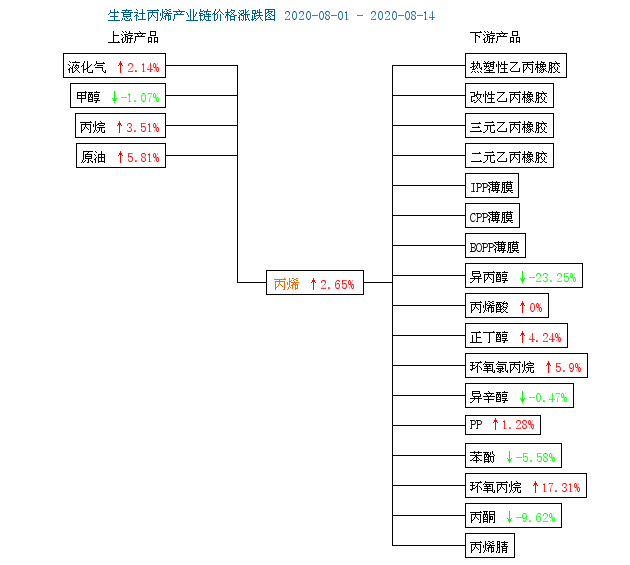 生意社丙烯产业链价格涨跌图 2020-08-01 - 2020-08-14
上游产品
下游产品
液化气 ↑2.14%
甲醇 ↓-1.07%
丙烷 ↑3.51%
原油 ↑5.81%
丙烯 ↑2.65%
热塑性乙丙橡胶
改性乙丙橡胶
三元乙丙橡胶
二元乙丙橡胶
IPP薄膜
CPP薄膜
BOPP薄膜
异丙醇 ↓-23.25%
丙烯酸 ↑0%
正丁醇 ↑4.24%
环氧氯丙烷 ↑5.9%
异辛醇 ↓-0.47%
PP ↑1.28%
苯酚 ↓-5.58%
环氧丙烷 ↑17.31%
丙酮 ↓-9.62%
丙烯腈